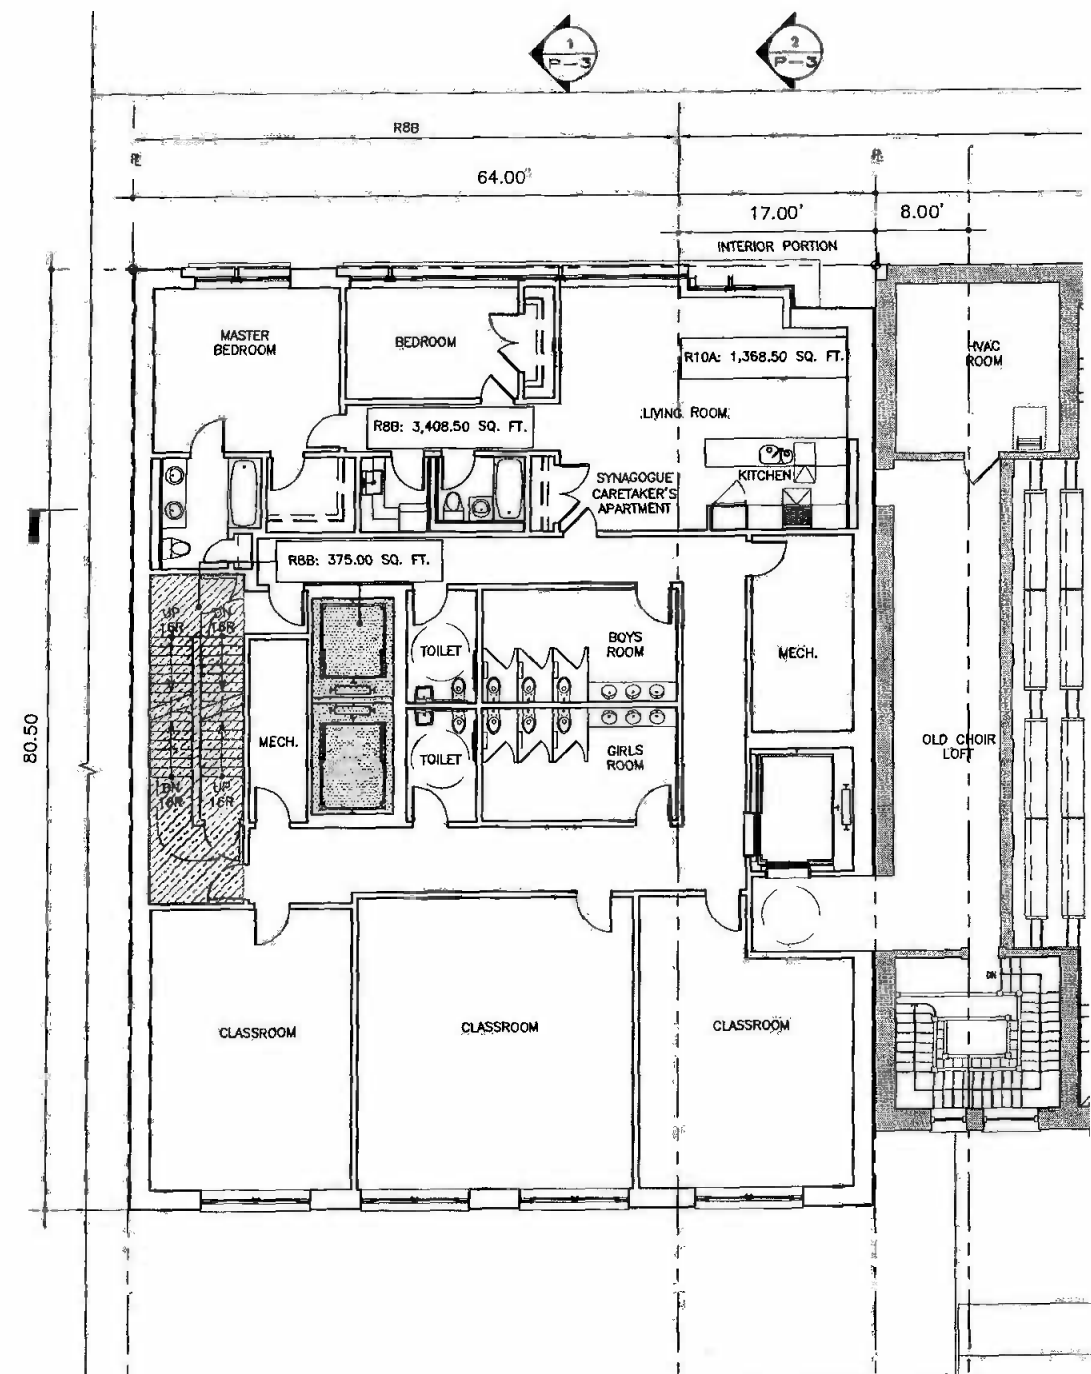 1
P-3
2
P-3
R8B
64.00'
17.00'
8.00'
INTERIOR PORTION
MASTER
BEDROOM
BEDROOM
R10A: 1,368.50 SQ. FT.
HVAC
ROOM
R8B: 3,408.50 SQ. FT.
LIVING ROOM
KITCHEN
SYNAGOGUE
CARETAKER'S
APARTMENT
R8B: 375.00 SQ. FT.
UP
16R
DN
16R
TOILET
BOYS
ROOM
MECH.
80.50
MECH.
TOILET
GIRLS
ROOM
OLD CHOIR
LOFT
DN
16R
UP
16R
DN
CLASSROOM
CLASSROOM
CLASSROOM